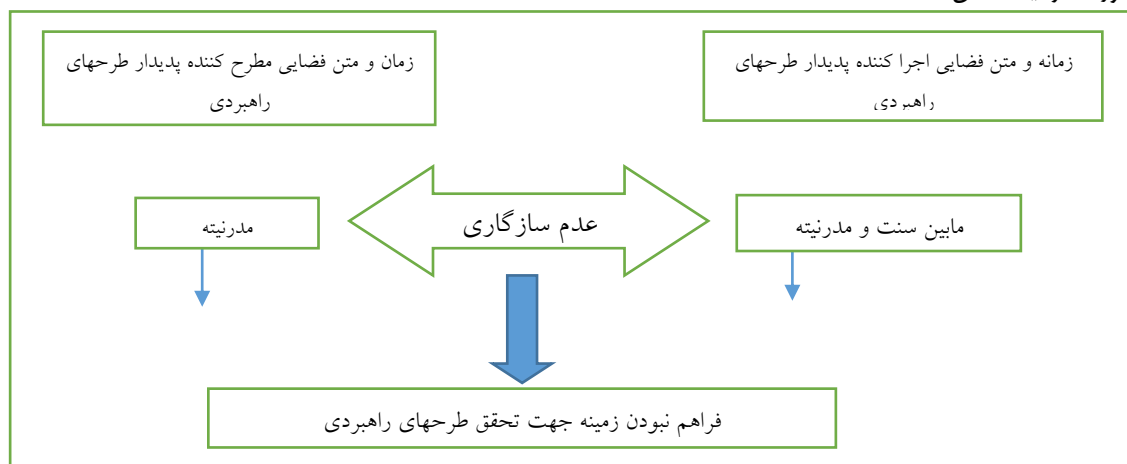 زمانه و متن فضایی اجرا کننده پدیدار طرحهای
راهبردی
زمان و متن فضایی مطرح کننده پدیدار طرحهای
راهبردی
مابین سنت و مدرنیته
عدم سازگاری
مدرنیته
فراهم نبودن زمینه جهت تحقق طرحهای راهبردی